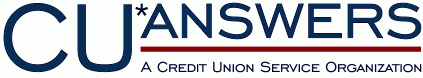 CU*ANSWERS
A CREDIT UNION SERVICE ORGANIZATION